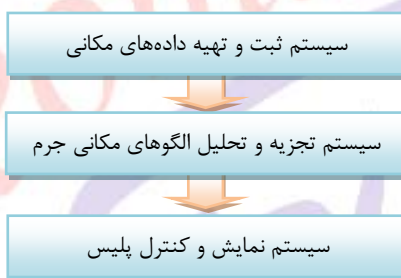 سیستم ثبت و تهیه داده‌های مکانی
سیستم تجزیه و تحلیل الگوهای مکانی جرم
سیستم نمایش و کنترل پلیس